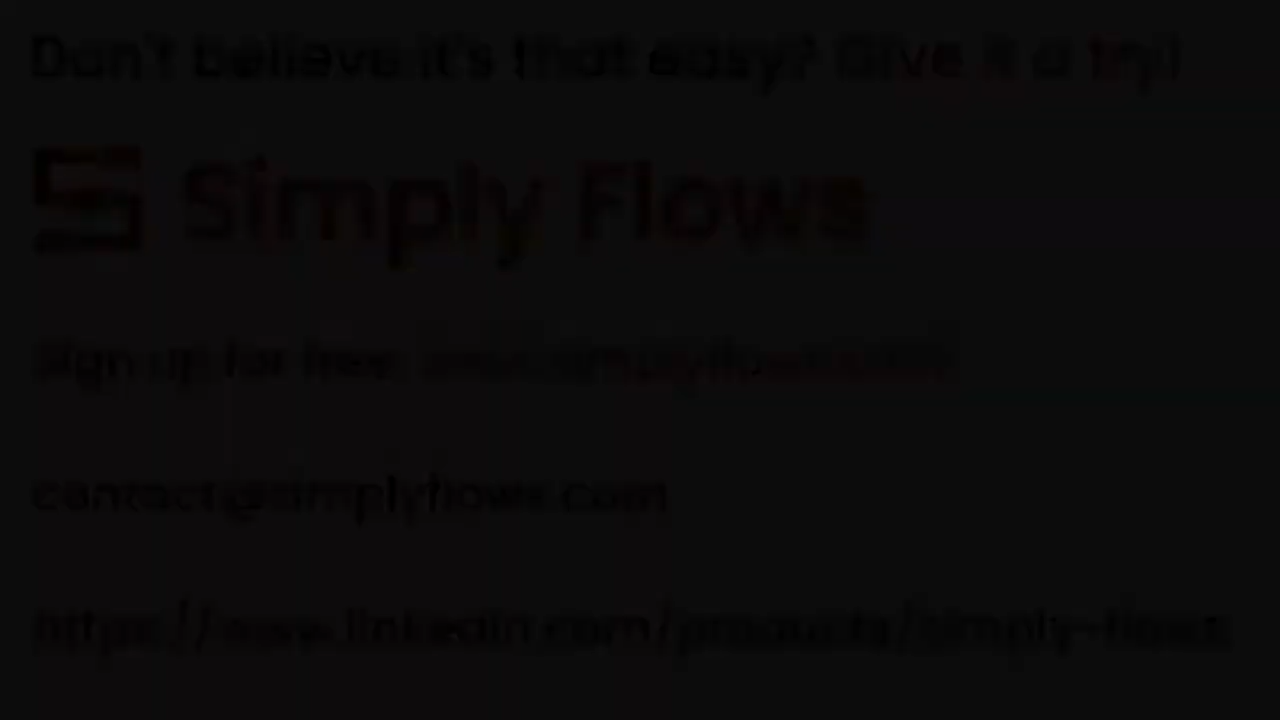 Don't believe it's that easy? Give it a try!
Simply Flows
Sign up for free
contact@simplyflows.com
https://www.linkedin.com/products/simply-flows